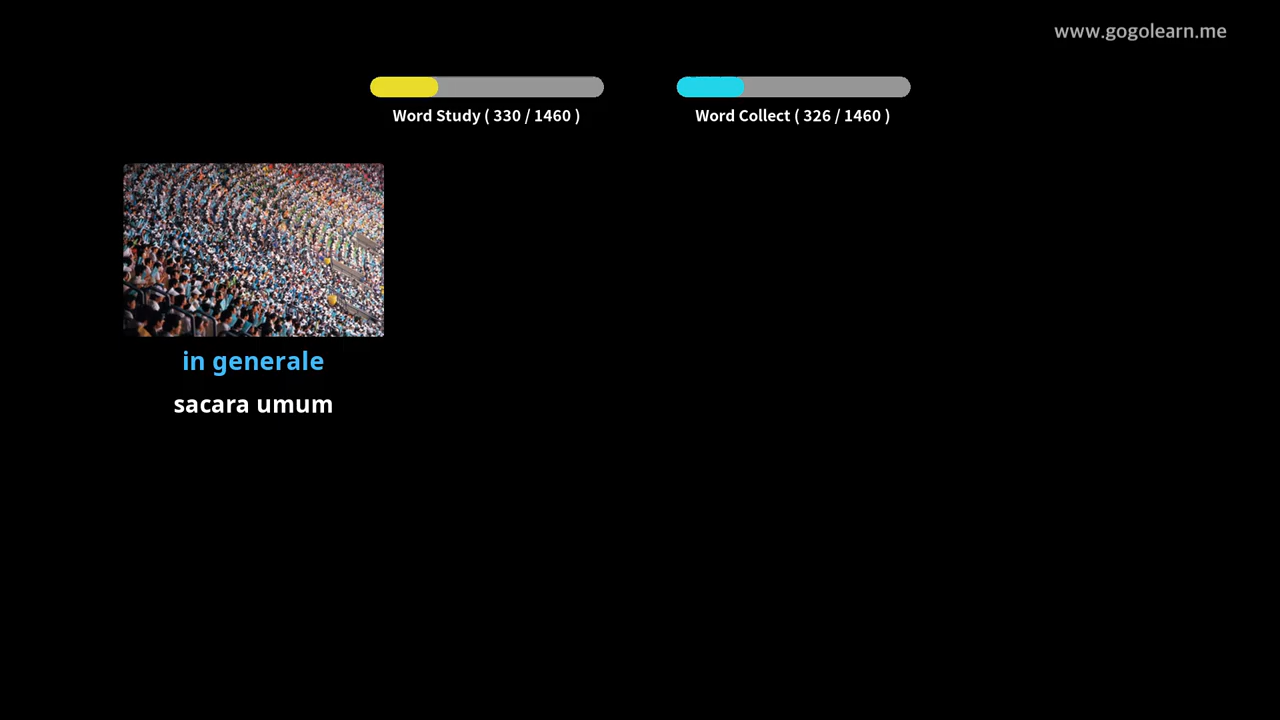 www.gogolearn.me
Word Study ( 330 / 1460 )
Word Collect ( 326 / 1460 )
in generale
sacara umum